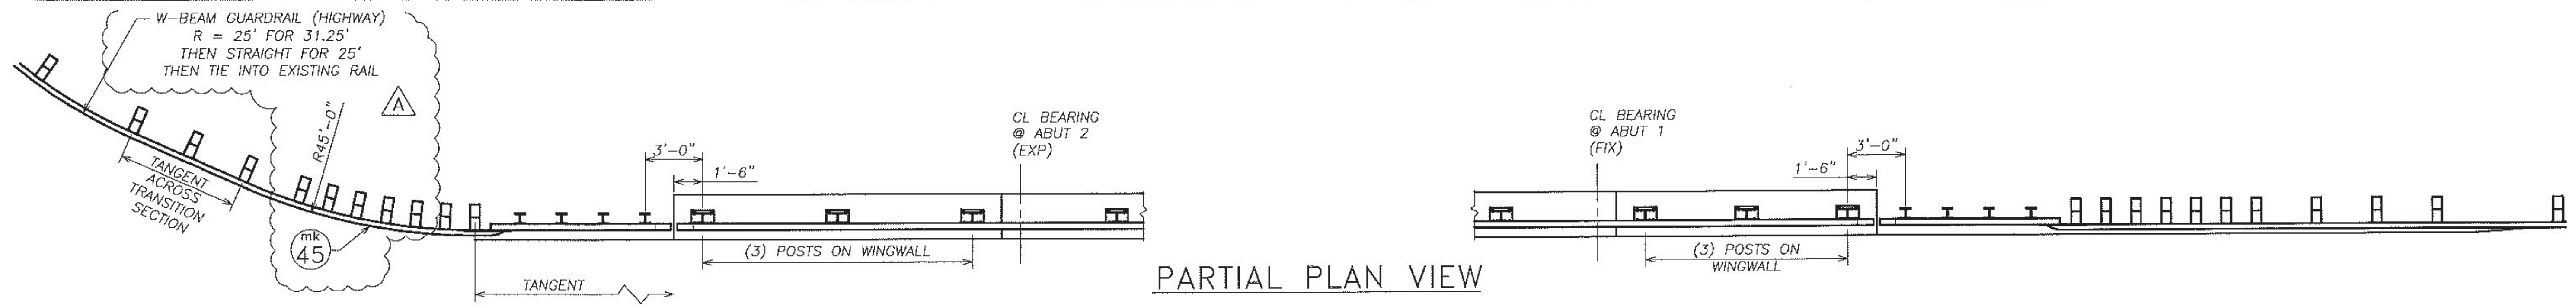 W-BEAM GUARDRAIL (HIGHWAY)
R = 25' FOR 31.25'
THEN STRAIGHT FOR 25'
THEN TIE INTO EXISTING RAIL
A
R45'-0"
TANGENT
ACROSS
TRANSITION
SECTION
mk
45
3'-0"
1'-6"
CL BEARING
@ ABUT 2
(EXP)
(3) POSTS ON WINGWALL
TANGENT
PARTIAL PLAN VIEW
CL BEARING
@ ABUT 1
(FIX)
3'-0"
1'-6"
(3) POSTS ON
WINGWALL